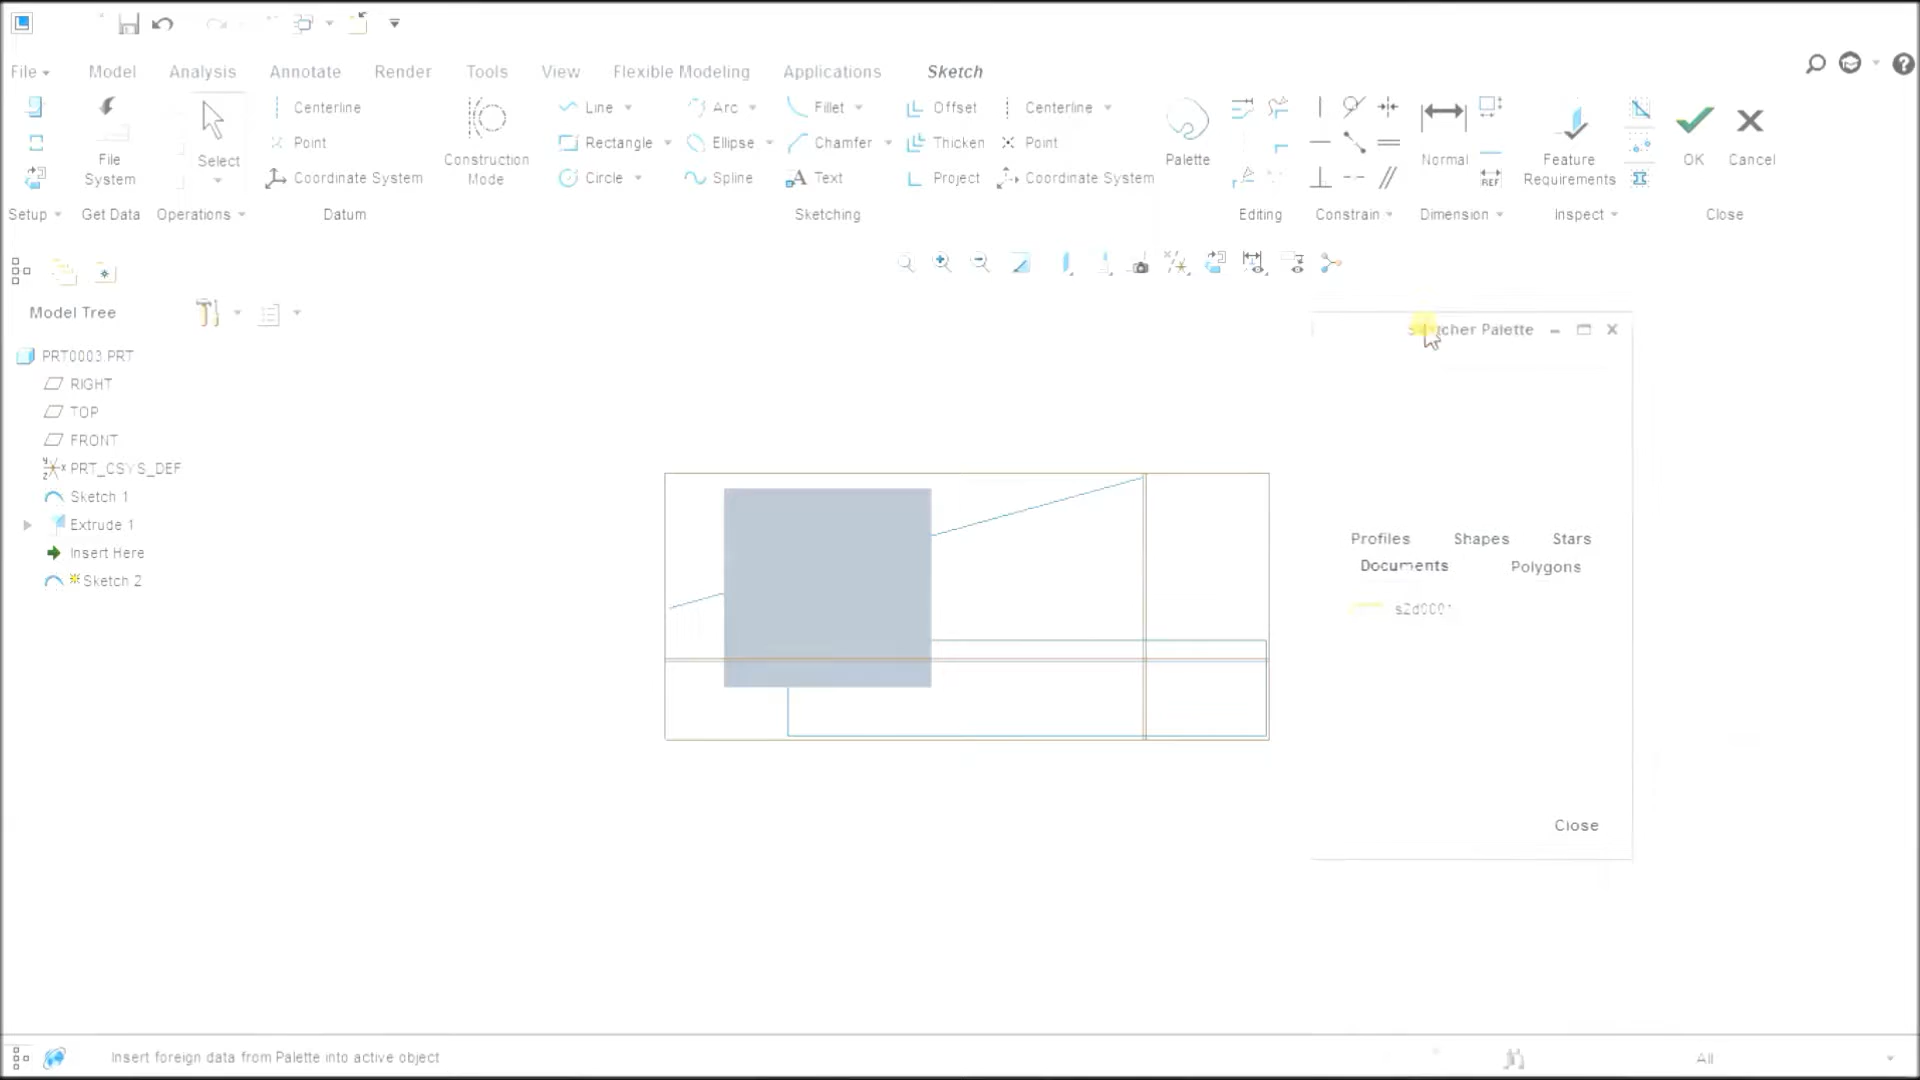 File Model Analysis Annotate Render Tools View Flexible Modeling Applications Sketch
File System
Select
Centerline
Point
Coordinate System
Construction Mode
Line Arc Fillet Offset Centerline
Rectangle Ellipse Chamfer Thicken Point
Circle Spline Text Project Coordinate System
Palette
Normal
REF
Feature Requirements
OK
Cancel
Setup Get Data Operations Datum Sketching Editing Constrain Dimension Inspect Close
Model Tree
PRT0003.PRT
RIGHT
TOP
FRONT
PRT_CSYS_DEF
Sketch 1
Extrude 1
Insert Here
Sketch 2
Palette
Profiles Shapes Stars
Documents Polygons
Close
Insert foreign data from Palette into active object
All